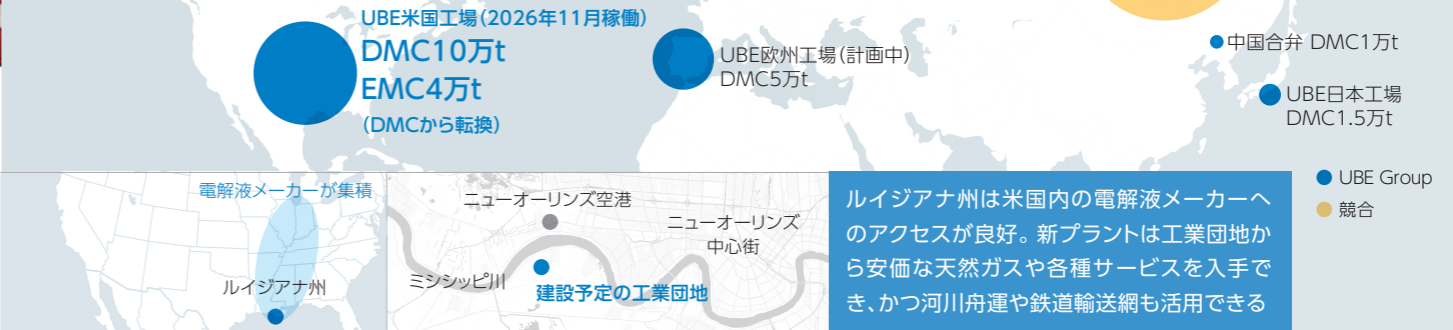 UBE米国工場(2026年11月稼働)
DMC10万t
EMC4万t
(DMCから転換)
UBE欧州工場(計画中)
DMC5万t
中国合弁 DMC1万t
UBE日本工場
DMC1.5万t
UBE Group
競合
電解液メーカーが集積
ルイジアナ州
ニューオーリンズ空港
ニューオーリンズ
中心街
ミシシッピ川
建設予定の工業団地
ルイジアナ州は米国内の電解液メーカーへ
のアクセスが良好。新プラントは工業団地か
ら安価な天然ガスや各種サービスを入手で
き、かつ河川舟運や鉄道輸送網も活用できる